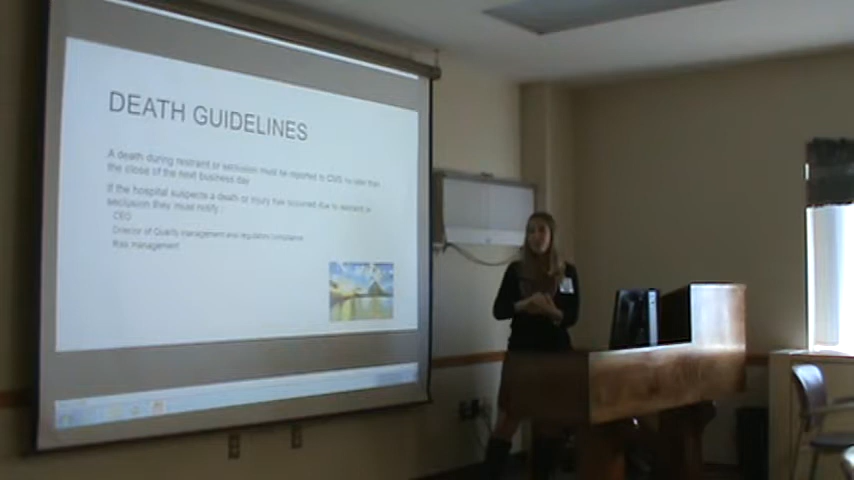 DEATH GUIDELINES
A death during restraint or seclusion must be reported to CMS no later than
the close of the next business day
If the hospital suspects a death or injury has occurred due to restraint or
seclusion they must notify :
CEO
Director of Quality management and regulatory compliance
Risk management